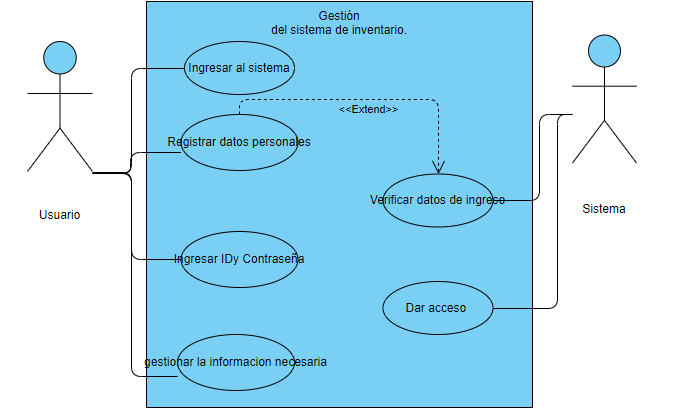 Gestión
del sistema de inventario.
Ingresar al sistema
<<Extend>>
Registrar datos personales
Verificar datos de ingreso
Usuario
Sistema
Ingresar IDy Contraseña
Dar acceso
gestionar la informacion necesaria